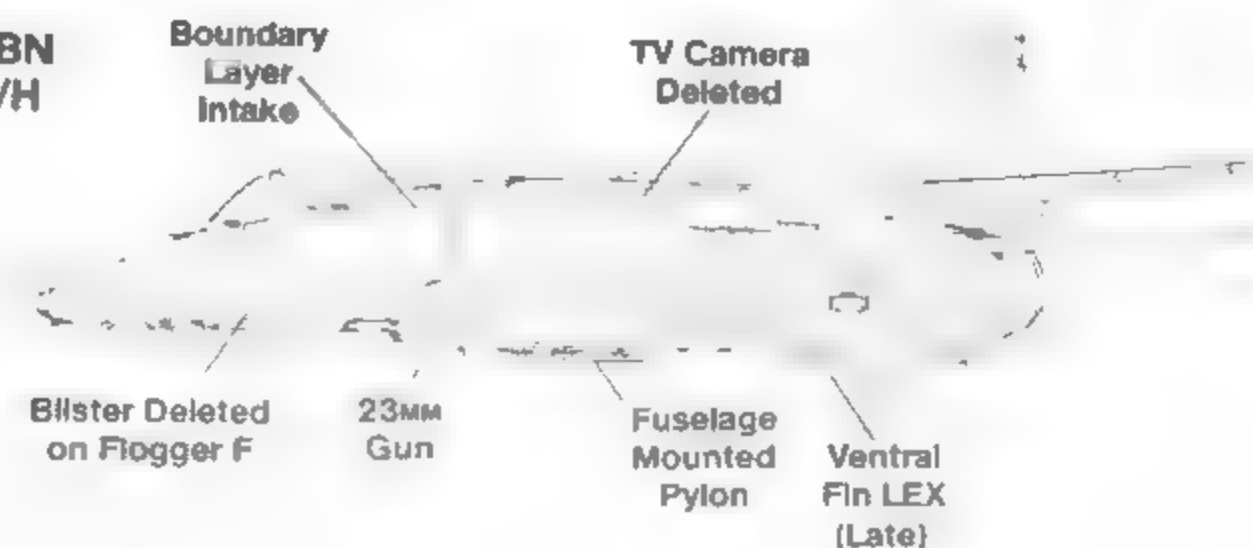 BN
/H
Boundary
Layer
Intake
TV Camera
Deleted
Blister Deleted
on Flogger F
23MM
Gun
Fuselage
Mounted
Pylon
Ventral
Fin LEX
(Late)